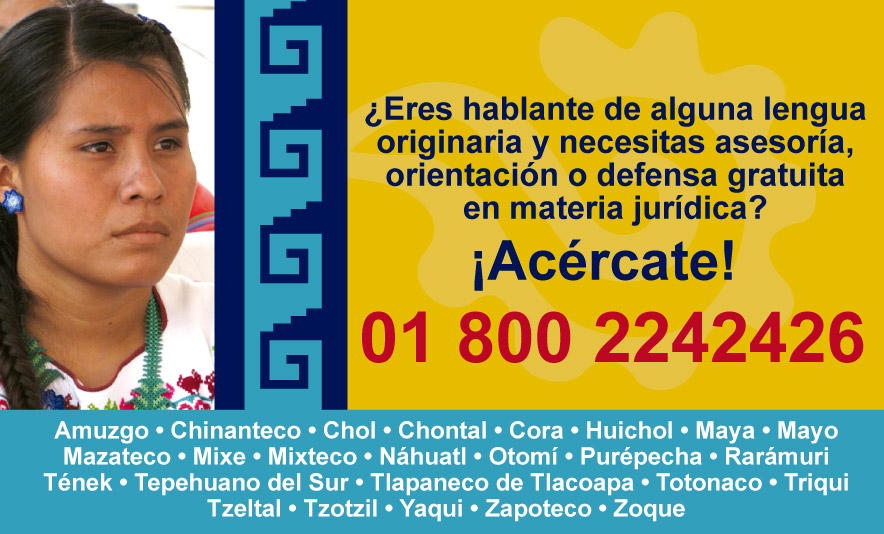 ¿Eres hablante de alguna lengua
originaria y necesitas asesoría,
orientación o defensa gratuita
en materia jurídica?
¡Acércate!
01 800 2242426
Amuzgo • Chinanteco • Chol • Chontal • Cora • Huichol • Maya • Mayo
Mazateco • Mixe • Mixteco • Náhuatl • Otomí • Purépecha • Rarámuri
Tének • Tepehuano del Sur • Tlapaneco de Tlacoapa • Totonaco • Triqui
Tzeltal • Tzotzil • Yaqui • Zapoteco • Zoque